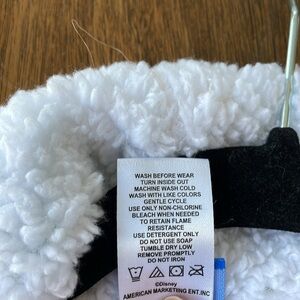 WASH BEFORE WEAR
TURN INSIDE OUT
MACHINE WASH COLD
WASH WITH LIKE COLORS
GENTLE CYCLE
USE ONLY NON-CHLORINE
BLEACH WHEN NEEDED
TO RETAIN FLAME
RESISTANCE
USE DETERGENT ONLY
DO NOT USE SOAP
TUMBLE DRY LOW
REMOVE PROMPTLY
DO NOT IRON
©Disney
AMERICAN MARKETING ENT.INC